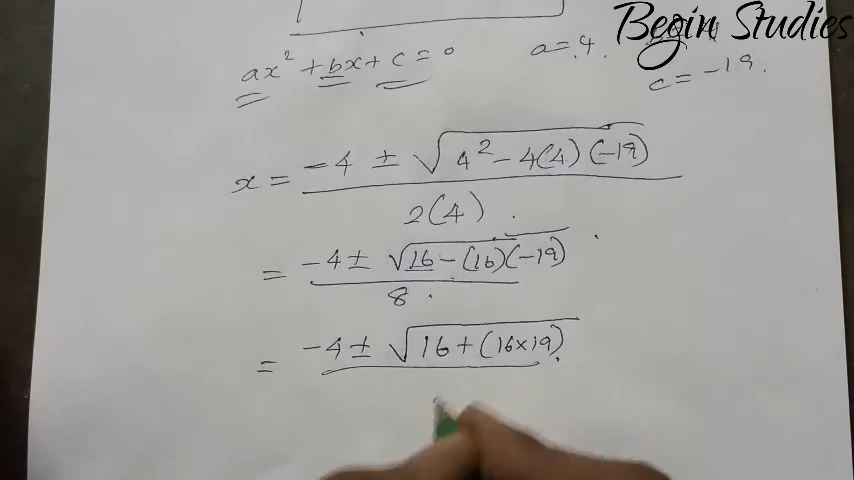 Begin Studies
ax² + bx + c = 0 a = 4.
c = -19.
x = -4 ± √4² - 4(4)(-19) / 2(4)
= -4 ± √16 - (16)(-19) / 8
= -4 ± √16 + (16×19)